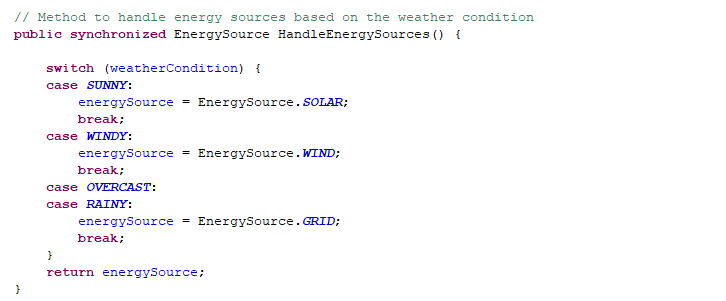 // Method to handle energy sources based on the weather condition
public synchronized EnergySource HandleEnergySources() {
switch (weatherCondition) {
case SUNNY:
energySource = EnergySource.SOLAR;
break;
case WINDY:
energySource = EnergySource.WIND;
break;
case OVERCAST:
case RAINY:
energySource = EnergySource.GRID;
break;
}
return energySource;
}